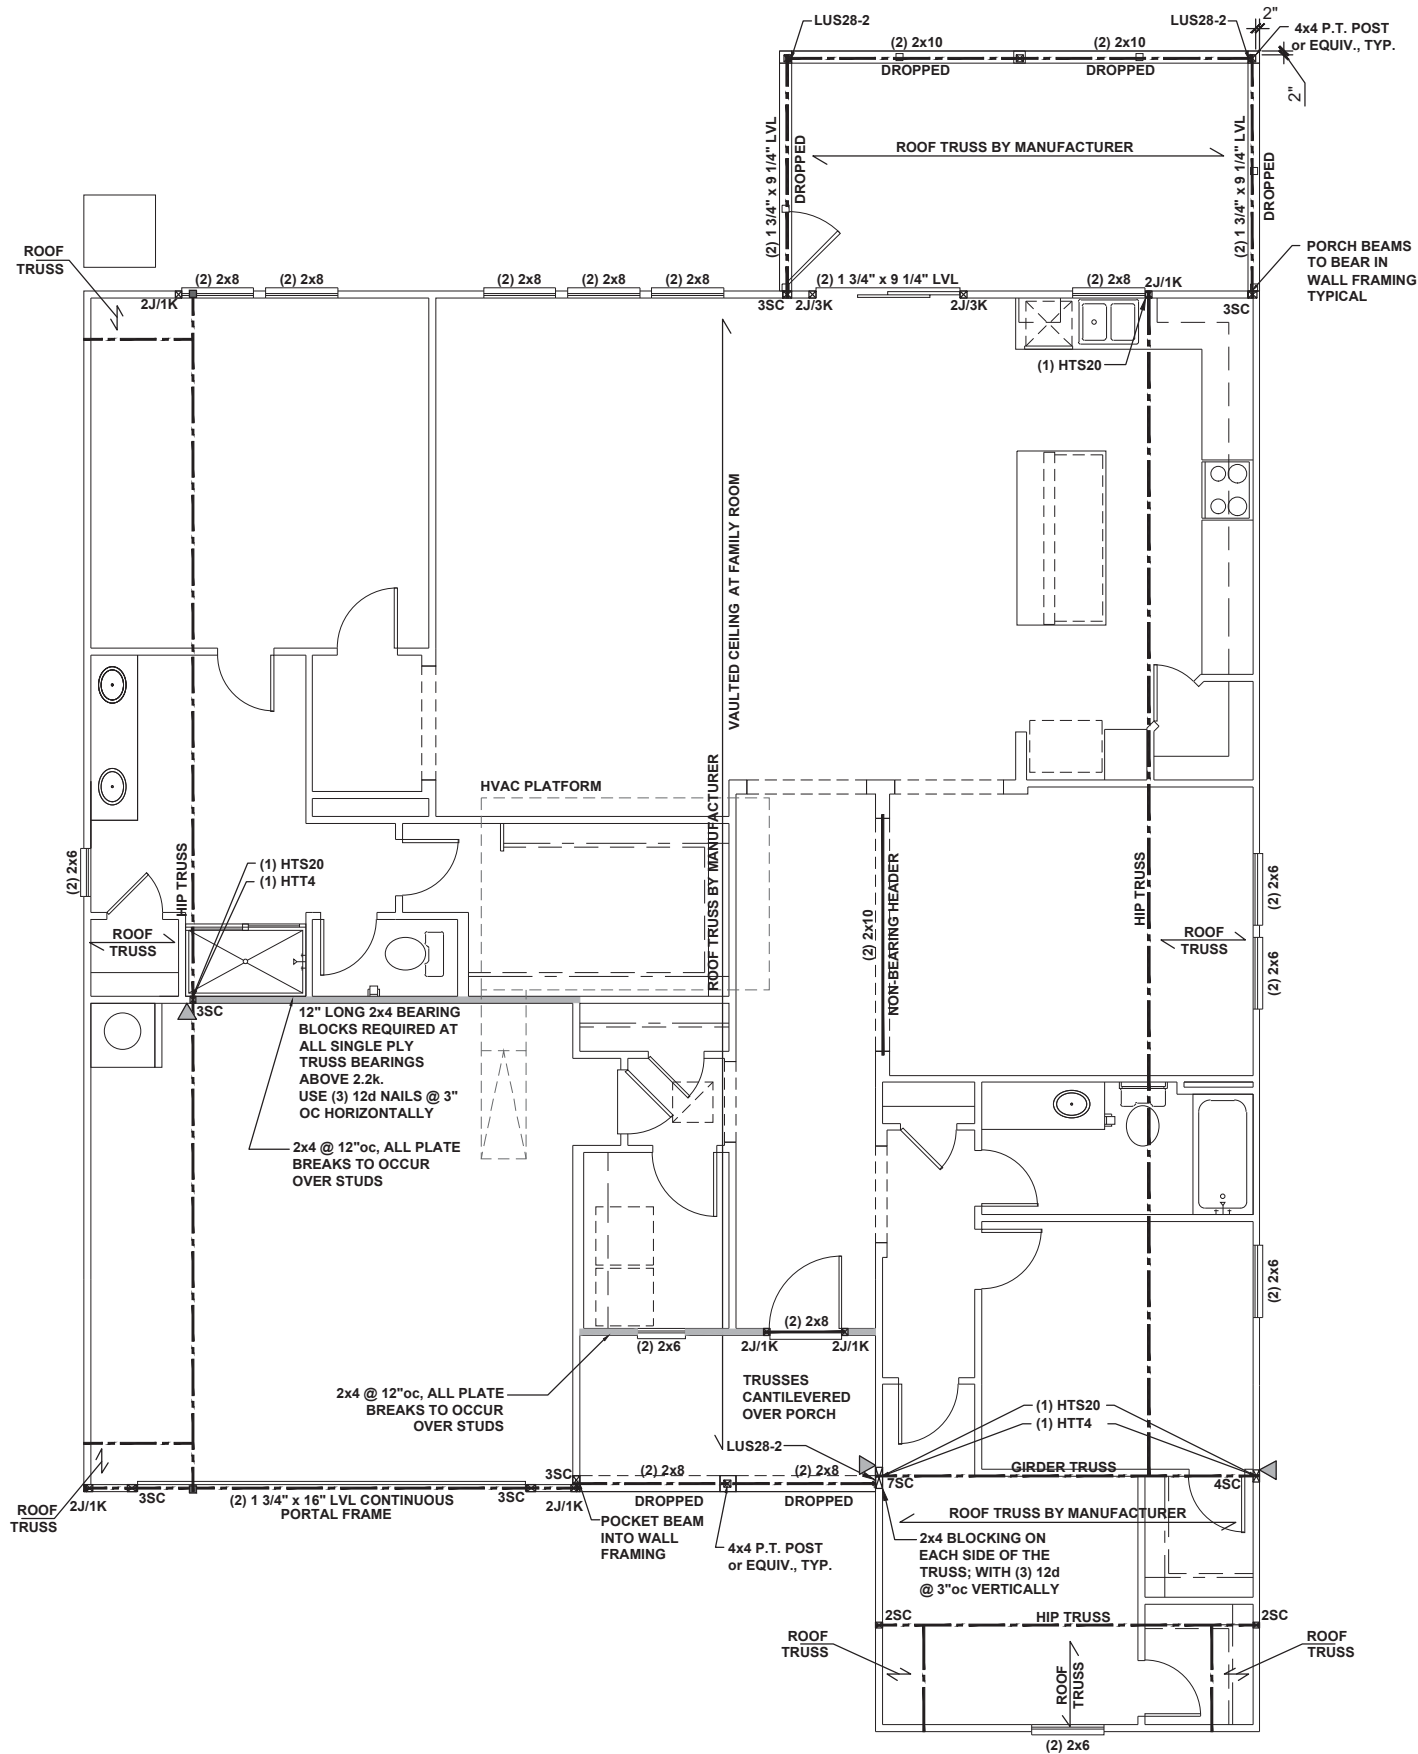 LUS28-2
LUS28-2
2"
4x4 P.T. POST
or EQUIV., TYP.
(2) 2x10
(2) 2x10
DROPPED
DROPPED
2"
(2) 1 3/4" x 9 1/4" LVL
DROPPED
ROOF TRUSS BY MANUFACTURER
(2) 1 3/4" x 9 1/4" LVL
DROPPED
ROOF
TRUSS
PORCH BEAMS
TO BEAR IN
WALL FRAMING
TYPICAL
(2) 2x8
(2) 2x8
(2) 2x8
(2) 2x8
(2) 2x8
(2) 1 3/4" x 9 1/4" LVL
(2) 2x8
2J/1K
2J/1K
3SC
2J/3K
2J/3K
3SC
(1) HTS20
VAULTED CEILING AT FAMILY ROOM
HVAC PLATFORM
ROOF TRUSS BY MANUFACTURER
(2) 2x6
HIP TRUSS
(1) HTS20
(1) HTT4
(2) 2x10
NON-BEARING HEADER
HIP TRUSS
(2) 2x6
ROOF
TRUSS
ROOF
TRUSS
(2) 2x6
3SC
12" LONG 2x4 BEARING
BLOCKS REQUIRED AT
ALL SINGLE PLY
TRUSS BEARINGS
ABOVE 2.2k.
USE (3) 12d NAILS @ 3"
OC HORIZONTALLY
2x4 @ 12"oc, ALL PLATE
BREAKS TO OCCUR
OVER STUDS
(2) 2x6
(2) 2x8
2J/1K
2J/1K
(2) 2x6
2x4 @ 12"oc, ALL PLATE
BREAKS TO OCCUR
OVER STUDS
TRUSSES
CANTILEVERED
OVER PORCH
(1) HTS20
(1) HTT4
LUS28-2
GIRDER TRUSS
3SC
(2) 2x8
(2) 2x8
7SC
4SC
2J/1K
3SC
(2) 1 3/4" x 16" LVL CONTINUOUS
PORTAL FRAME
3SC
2J/1K
DROPPED
DROPPED
ROOF
TRUSS
POCKET BEAM
INTO WALL
FRAMING
4x4 P.T. POST
or EQUIV., TYP.
ROOF TRUSS BY MANUFACTURER
2x4 BLOCKING ON
EACH SIDE OF THE
TRUSS; WITH (3) 12d
@ 3"oc VERTICALLY
2SC
HIP TRUSS
2SC
ROOF
TRUSS
ROOF
TRUSS
ROOF
TRUSS
(2) 2x6